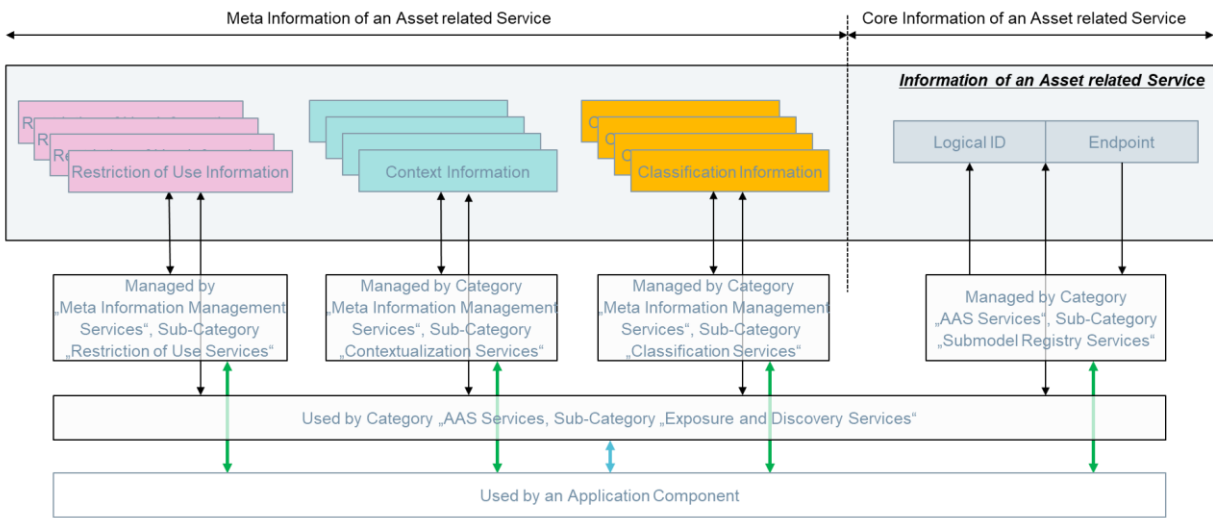 Meta Information of an Asset related Service
Core Information of an Asset related Service
Information of an Asset related Service
Restriction of Use Information
Context Information
Classification Information
Logical ID
Endpoint
Managed by
„Meta Information Management
Services“, Sub-Category
„Restriction of Use Services“
Managed by Category
„Meta Information Management
Services“, Sub-Category
„Contextualization Services“
Managed by Category
„Meta Information Management
Services“, Sub-Category
„Classification Services“
Managed by Category
„AAS Services“, Sub-Category
„Submodel Registry Services“
Used by Category „AAS Services, Sub-Category „Exposure and Discovery Services“
Used by an Application Component